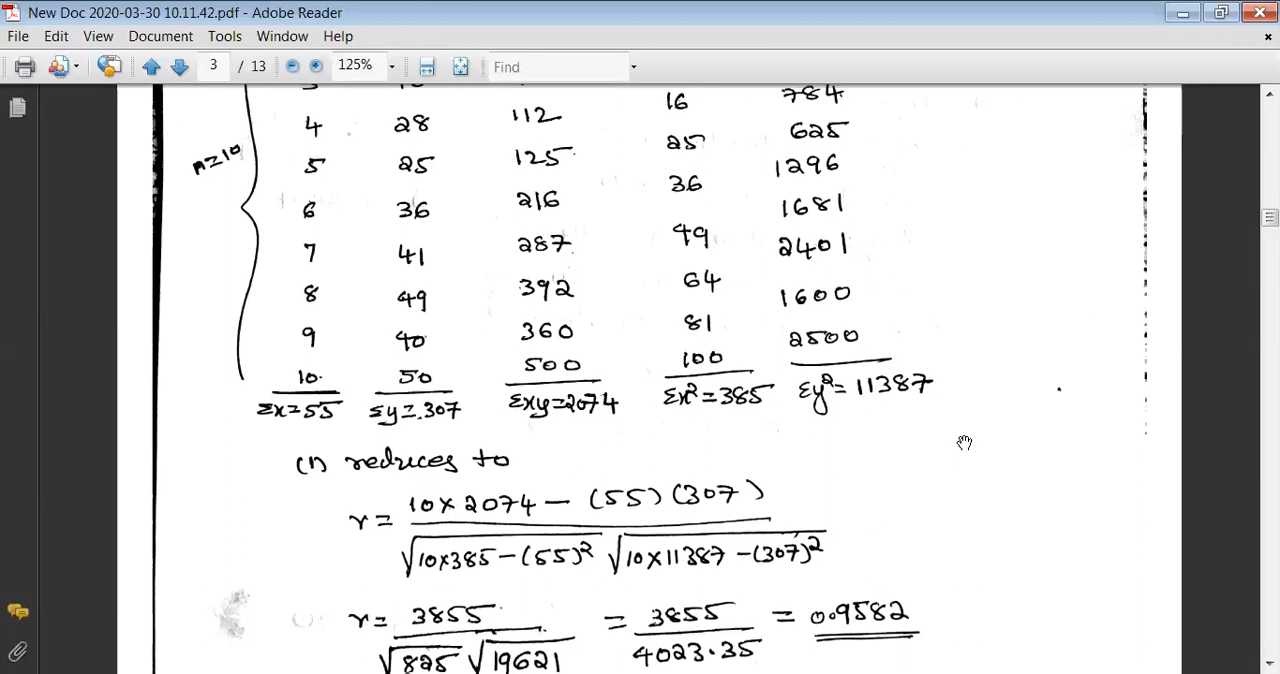 New Doc 2020-03-30 10.11.42.pdf - Adobe Reader
File Edit View Document Tools Window Help
3 / 13 125% Find
16 784
4 28 112 25 625
n=10 5 25 125 36 1296
6 36 216 49 1681
7 41 287 64 2401
8 49 392 81 1600
9 40 360 100 2500
10 50 500
Σx=55 Σy=307 Σxy=2074 Σx²=385 Σy²=11387
(1) reduces to
r = 10×2074 - (55)(307)
√10×385-(55)² √10×11387-(307)²
r = 3855 = 3855 = 0.9582
√825 √19621 4023.35